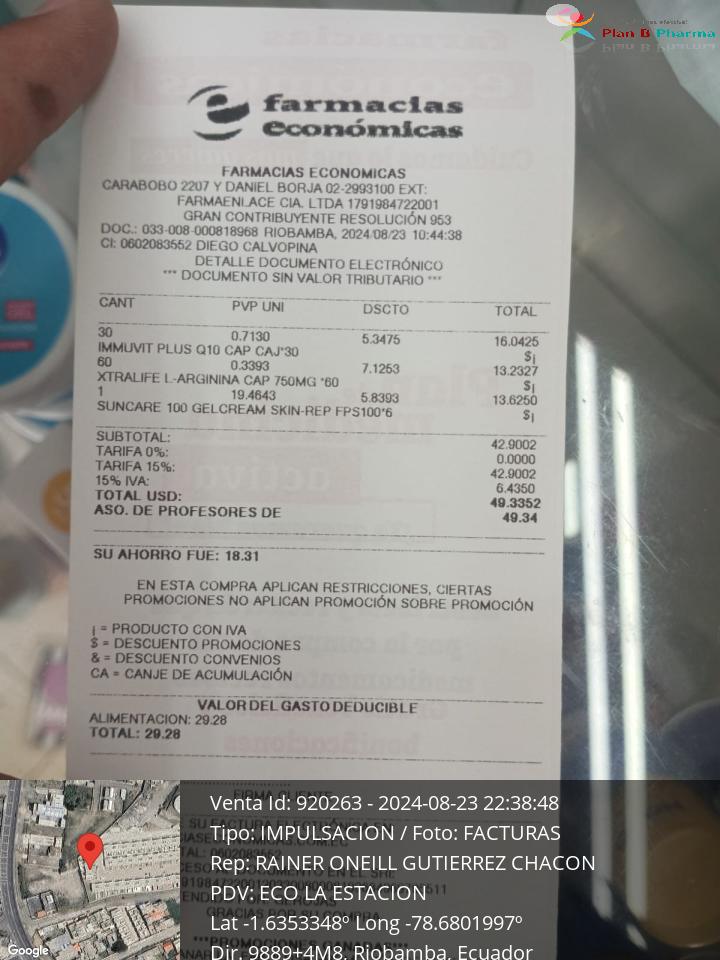 Plan B Pharma
farmacias
económicas
FARMACIAS ECONOMICAS
CARABOBO 2207 Y DANIEL BORJA 02-2993100 EXT:
FARMAENLACE CIA. LTDA 1791984722001
GRAN CONTRIBUYENTE RESOLUCIÓN 953
DOC.: 033-008-000818968 RIOBAMBA, 2024/08/23 10:44:38
CI: 0602083552 DIEGO CALVOPINA
DETALLE DOCUMENTO ELECTRÓNICO
*** DOCUMENTO SIN VALOR TRIBUTARIO ***
CANT PVP UNI DSCTO TOTAL
30 0.7130 5.3475 16.0425
IMMUVIT PLUS Q10 CAP CAJ*30 $¡
60 0.3393 7.1253 13.2327
XTRALIFE L-ARGININA CAP 750MG *60 $¡
1 19.4643 5.8393 13.6250
SUNCARE 100 GELCREAM SKIN-REP FPS100*6 $¡
SUBTOTAL: 42.9002
TARIFA 0%: 0.0000
TARIFA 15%: 42.9002
15% IVA: 6.4350
TOTAL USD: 49.3352
ASO. DE PROFESORES DE 49.34
SU AHORRO FUE: 18.31
EN ESTA COMPRA APLICAN RESTRICCIONES, CIERTAS
PROMOCIONES NO APLICAN PROMOCIÓN SOBRE PROMOCIÓN
¡ = PRODUCTO CON IVA
$ = DESCUENTO PROMOCIONES
& = DESCUENTO CONVENIOS
CA = CANJE DE ACUMULACIÓN
VALOR DEL GASTO DEDUCIBLE
ALIMENTACION: 29.28
TOTAL: 29.28
Venta Id: 920263 - 2024-08-23 22:38:48
Tipo: IMPULSACION / Foto: FACTURAS
Rep: RAINER ONEILL GUTIERREZ CHACON
PDV: ECO LA ESTACION
Lat -1.6353348º Long -78.6801997º
Dir. 9889+4M8, Riobamba, Ecuador
Google